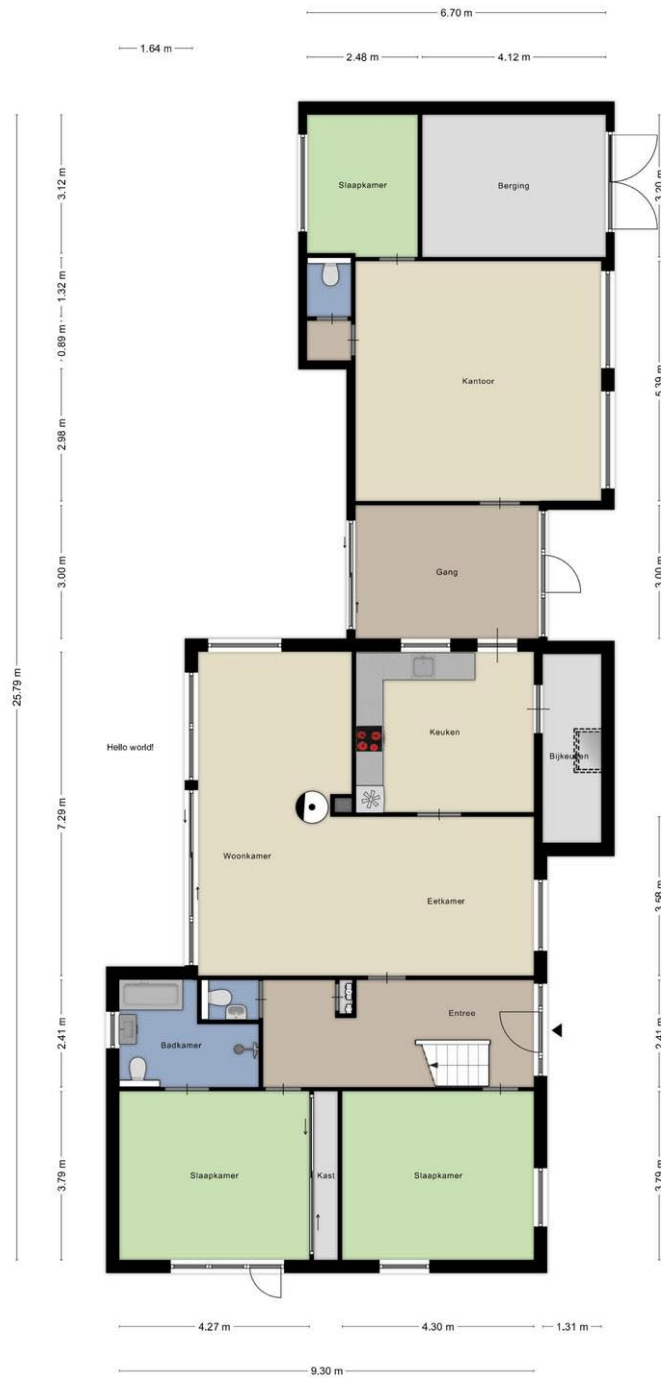 6.70 m
1.64 m
2.48 m
4.12 m
3.12 m
3.20 m
Slaapkamer
Berging
1.32 m
0.89 m
Kantoor
5.39 m
2.98 m
25.79 m
3.00 m
Gang
3.00 m
Keuken
Hello world!
Bijkeuken
7.29 m
Woonkamer
Eetkamer
3.58 m
2.41 m
Entree
2.41 m
Badkamer
3.79 m
Slaapkamer
Kast
Slaapkamer
3.79 m
4.27 m
4.30 m
1.31 m
9.30 m